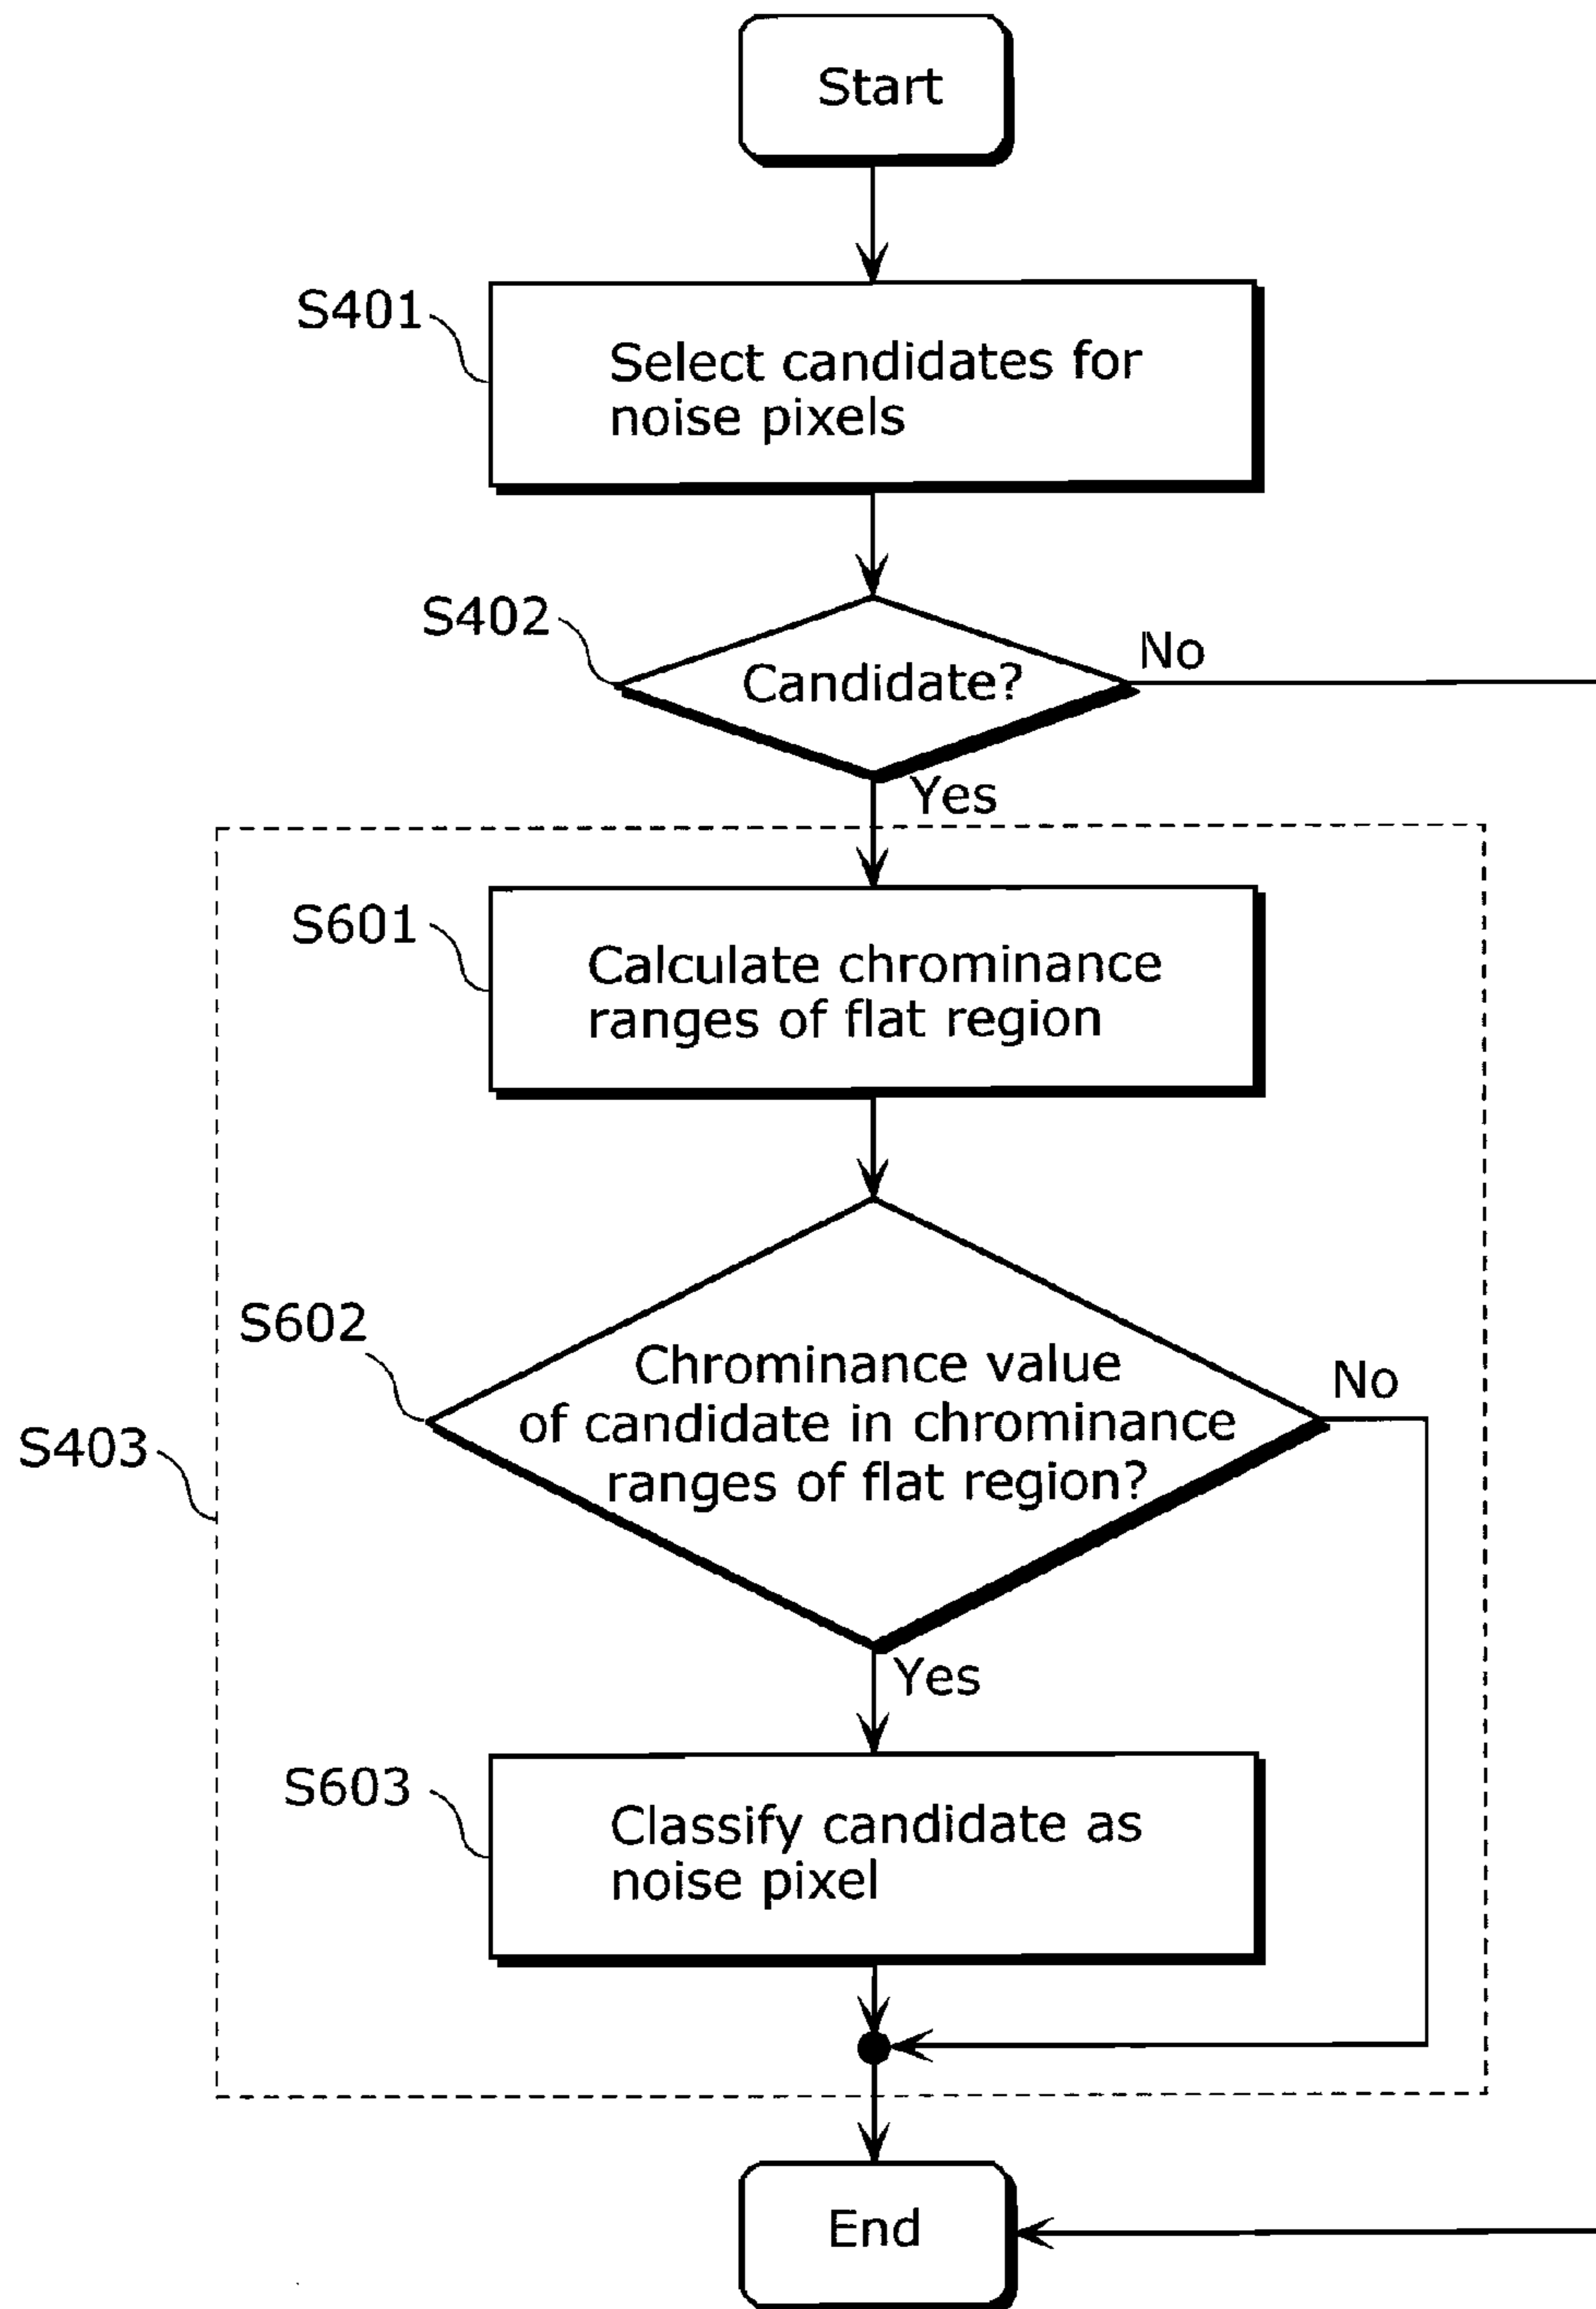 Start
S401
Select candidates for
noise pixels
S402
Candidate?
No
Yes
S601
Calculate chrominance
ranges of flat region
S602
Chrominance value
of candidate in chrominance
ranges of flat region?
No
S403
Yes
S603
Classify candidate as
noise pixel
End